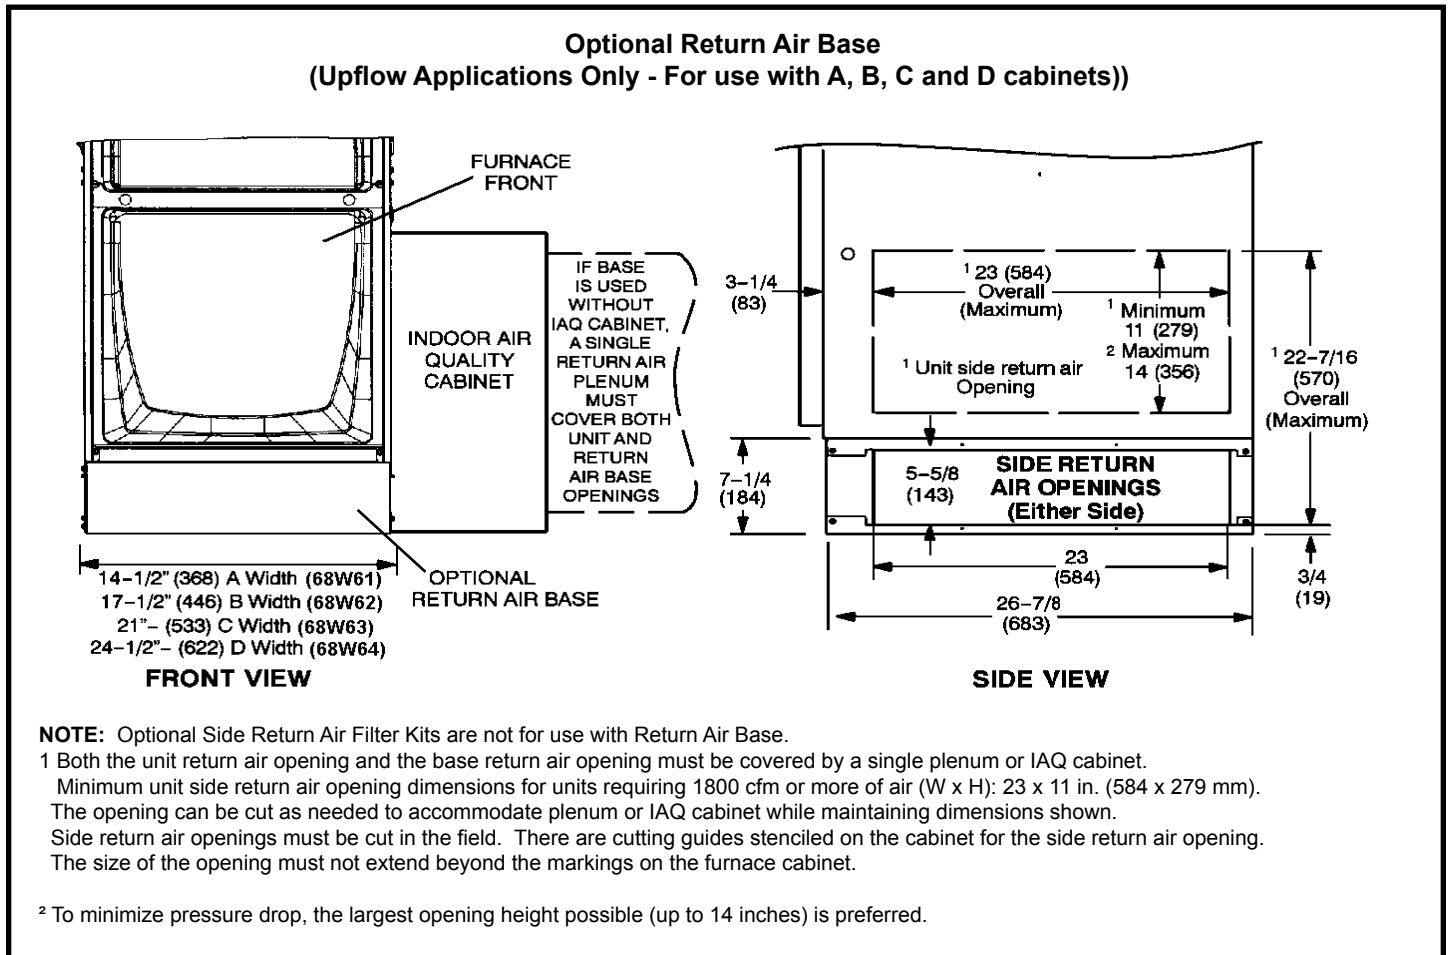 Optional Return Air Base
(Upflow Applications Only - For use with A, B, C and D cabinets))
FURNACE
FRONT
INDOOR AIR
QUALITY
CABINET
IF BASE
IS USED
WITHOUT
IAQ CABINET,
A SINGLE
RETURN AIR
PLENUM
MUST
COVER BOTH
UNIT AND
RETURN
AIR BASE
OPENINGS
14–1/2" (368) A Width (68W61)
17–1/2" (446) B Width (68W62)
21"– (533) C Width (68W63)
24–1/2"– (622) D Width (68W64)
OPTIONAL
RETURN AIR BASE
FRONT VIEW
3–1/4
(83)
¹ 23 (584)
Overall
(Maximum)
¹ Minimum
11 (279)
² Maximum
14 (356)
¹ Unit side return air
Opening
¹ 22–7/16
(570)
Overall
(Maximum)
7–1/4
(184)
5–5/8
(143)
SIDE RETURN
AIR OPENINGS
(Either Side)
23
(584)
26–7/8
(683)
3/4
(19)
SIDE VIEW
NOTE: Optional Side Return Air Filter Kits are not for use with Return Air Base.
1 Both the unit return air opening and the base return air opening must be covered by a single plenum or IAQ cabinet.
Minimum unit side return air opening dimensions for units requiring 1800 cfm or more of air (W x H): 23 x 11 in. (584 x 279 mm).
The opening can be cut as needed to accommodate plenum or IAQ cabinet while maintaining dimensions shown.
Side return air openings must be cut in the field. There are cutting guides stenciled on the cabinet for the side return air opening.
The size of the opening must not extend beyond the markings on the furnace cabinet.
² To minimize pressure drop, the largest opening height possible (up to 14 inches) is preferred.